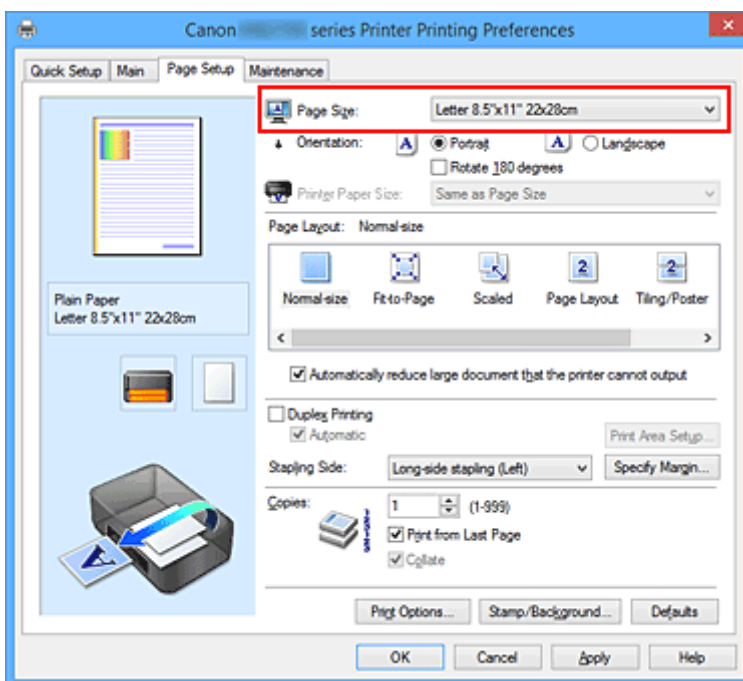 Canon series Printer Printing Preferences
Quick Setup Main Page Setup Maintenance
Page Size: Letter 8.5"x11" 22x28cm
Orientation: A Portrait A Landscape
Rotate 180 degrees
Printer Paper Size: Same as Page Size
Page Layout: Normal-size
2 2
Normal-size Fit-to-Page Scaled Page Layout Tiling/Poster
Plain Paper
Letter 8.5"x11" 22x28cm
Automatically reduce large document that the printer cannot output
Duplex Printing
Automatic Print Area Setup...
Stapling Side: Long-side stapling (Left) Specify Margin...
Copies: 1 (1-999)
Print from Last Page
Collate
A
Print Options... Stamp/Background... Defaults
OK Cancel Apply Help